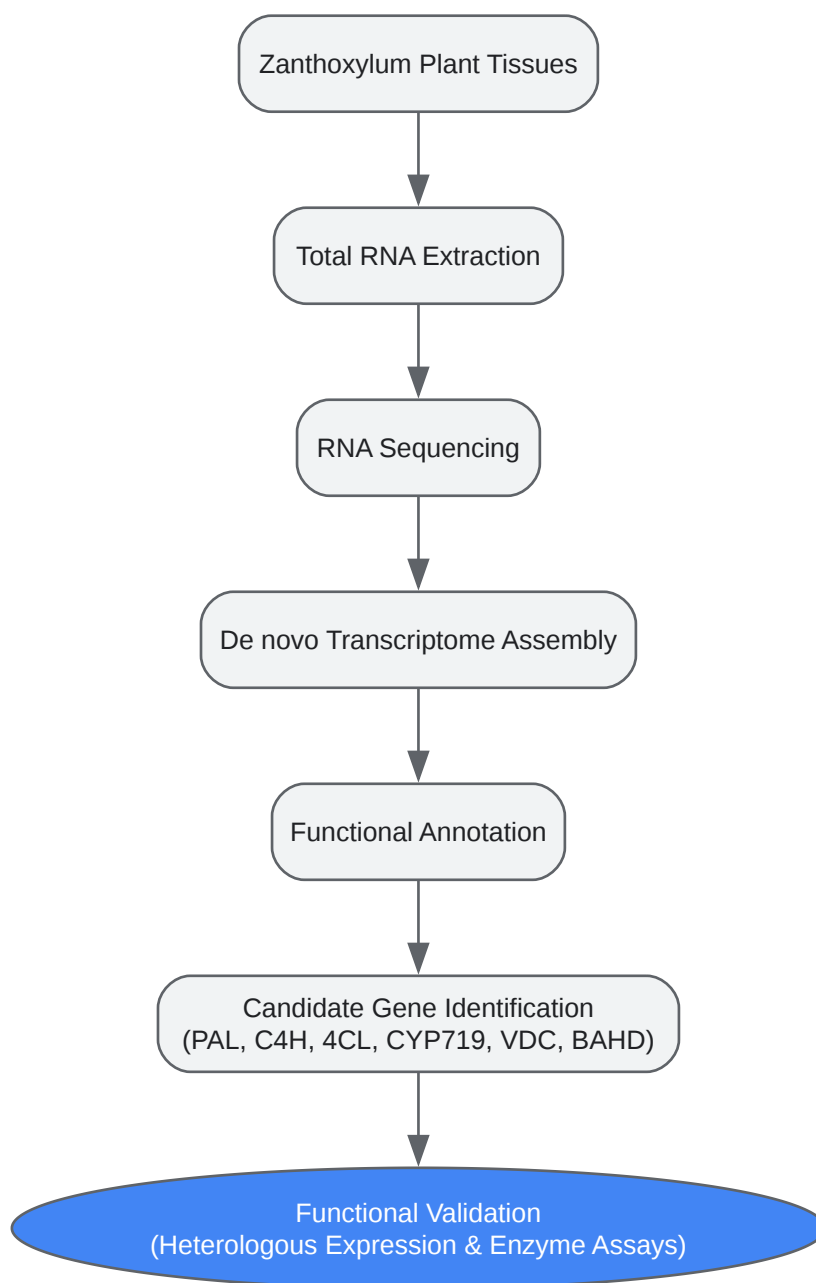 Zanthoxylum Plant Tissues
Total RNA Extraction
RNA Sequencing
De novo Transcriptome Assembly
Functional Annotation
Candidate Gene Identification
(PAL, C4H, 4CL, CYP719, VDC, BAHD)
Functional Validation
(Heterologous Expression & Enzyme Assays)